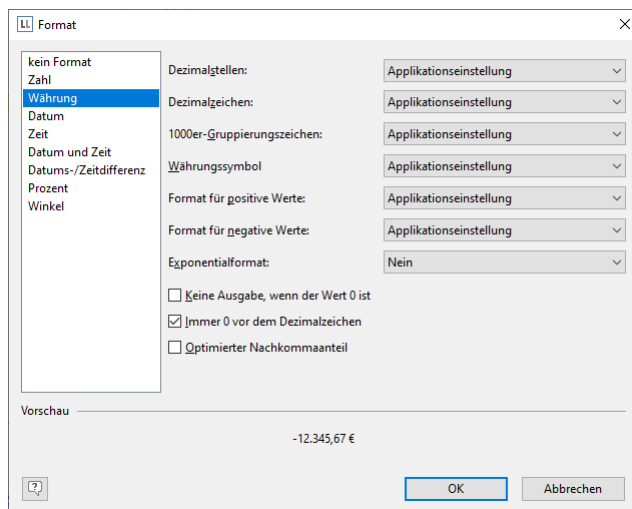 LL Format
kein Format
Zahl
Währung
Datum
Zeit
Datum und Zeit
Datums-/Zeitdifferenz
Prozent
Winkel
Dezimalstellen: Applikationseinstellung
Dezimalzeichen: Applikationseinstellung
1000er-Gruppierungszeichen: Applikationseinstellung
Währungssymbol Applikationseinstellung
Format für positive Werte: Applikationseinstellung
Format für negative Werte: Applikationseinstellung
Exponentialformat: Nein
Keine Ausgabe, wenn der Wert 0 ist
Immer 0 vor dem Dezimalzeichen
Optimierter Nachkommaanteil
Vorschau
-12.345,67 €
OK Abbrechen